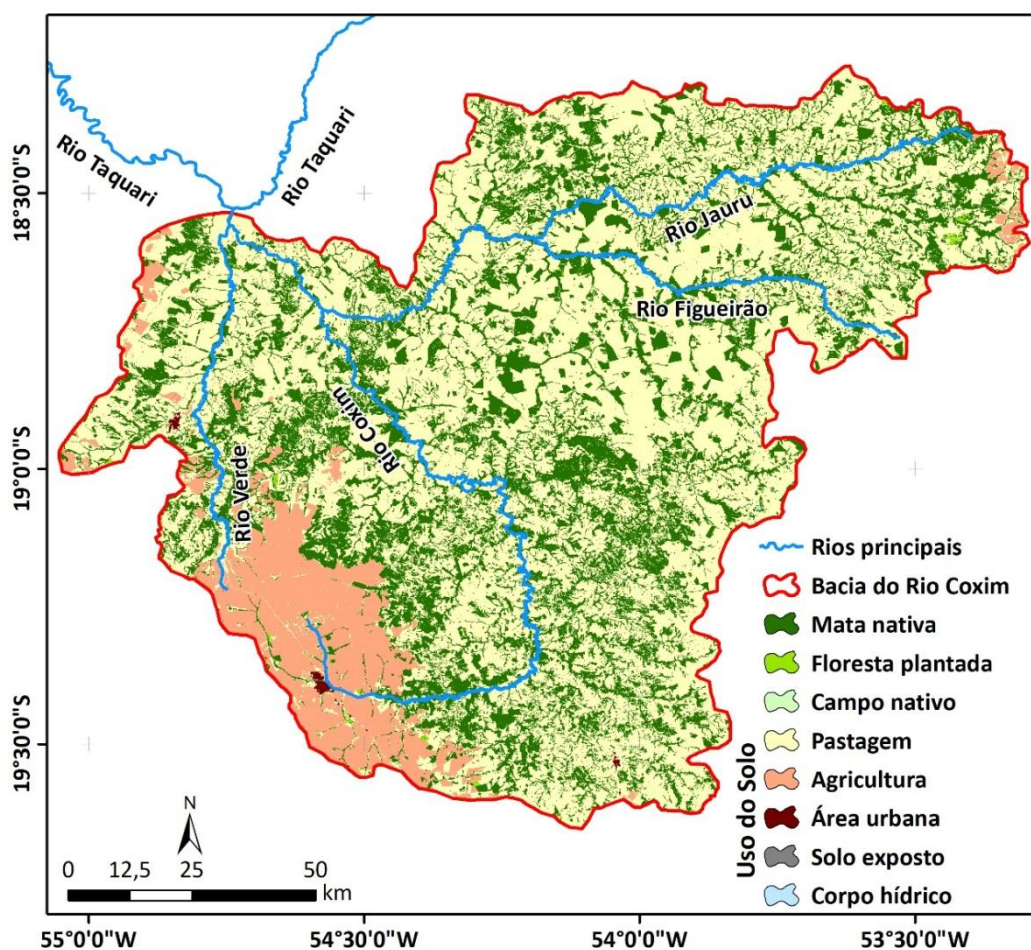 Rio Taquari
Rio Taquari
18°30'0"S
Rio Jauru
Rio Figueirão
Rio Coxim
19°0'0"S
Rio Verde
19°30'0"S
Rios principais
Bacia do Rio Coxim
Uso do Solo
Mata nativa
Floresta plantada
Campo nativo
Pastagem
Agricultura
Área urbana
Solo exposto
Corpo hídrico
N
0 12,5 25 50
km
55°0'0"W 54°30'0"W 54°0'0"W 53°30'0"W